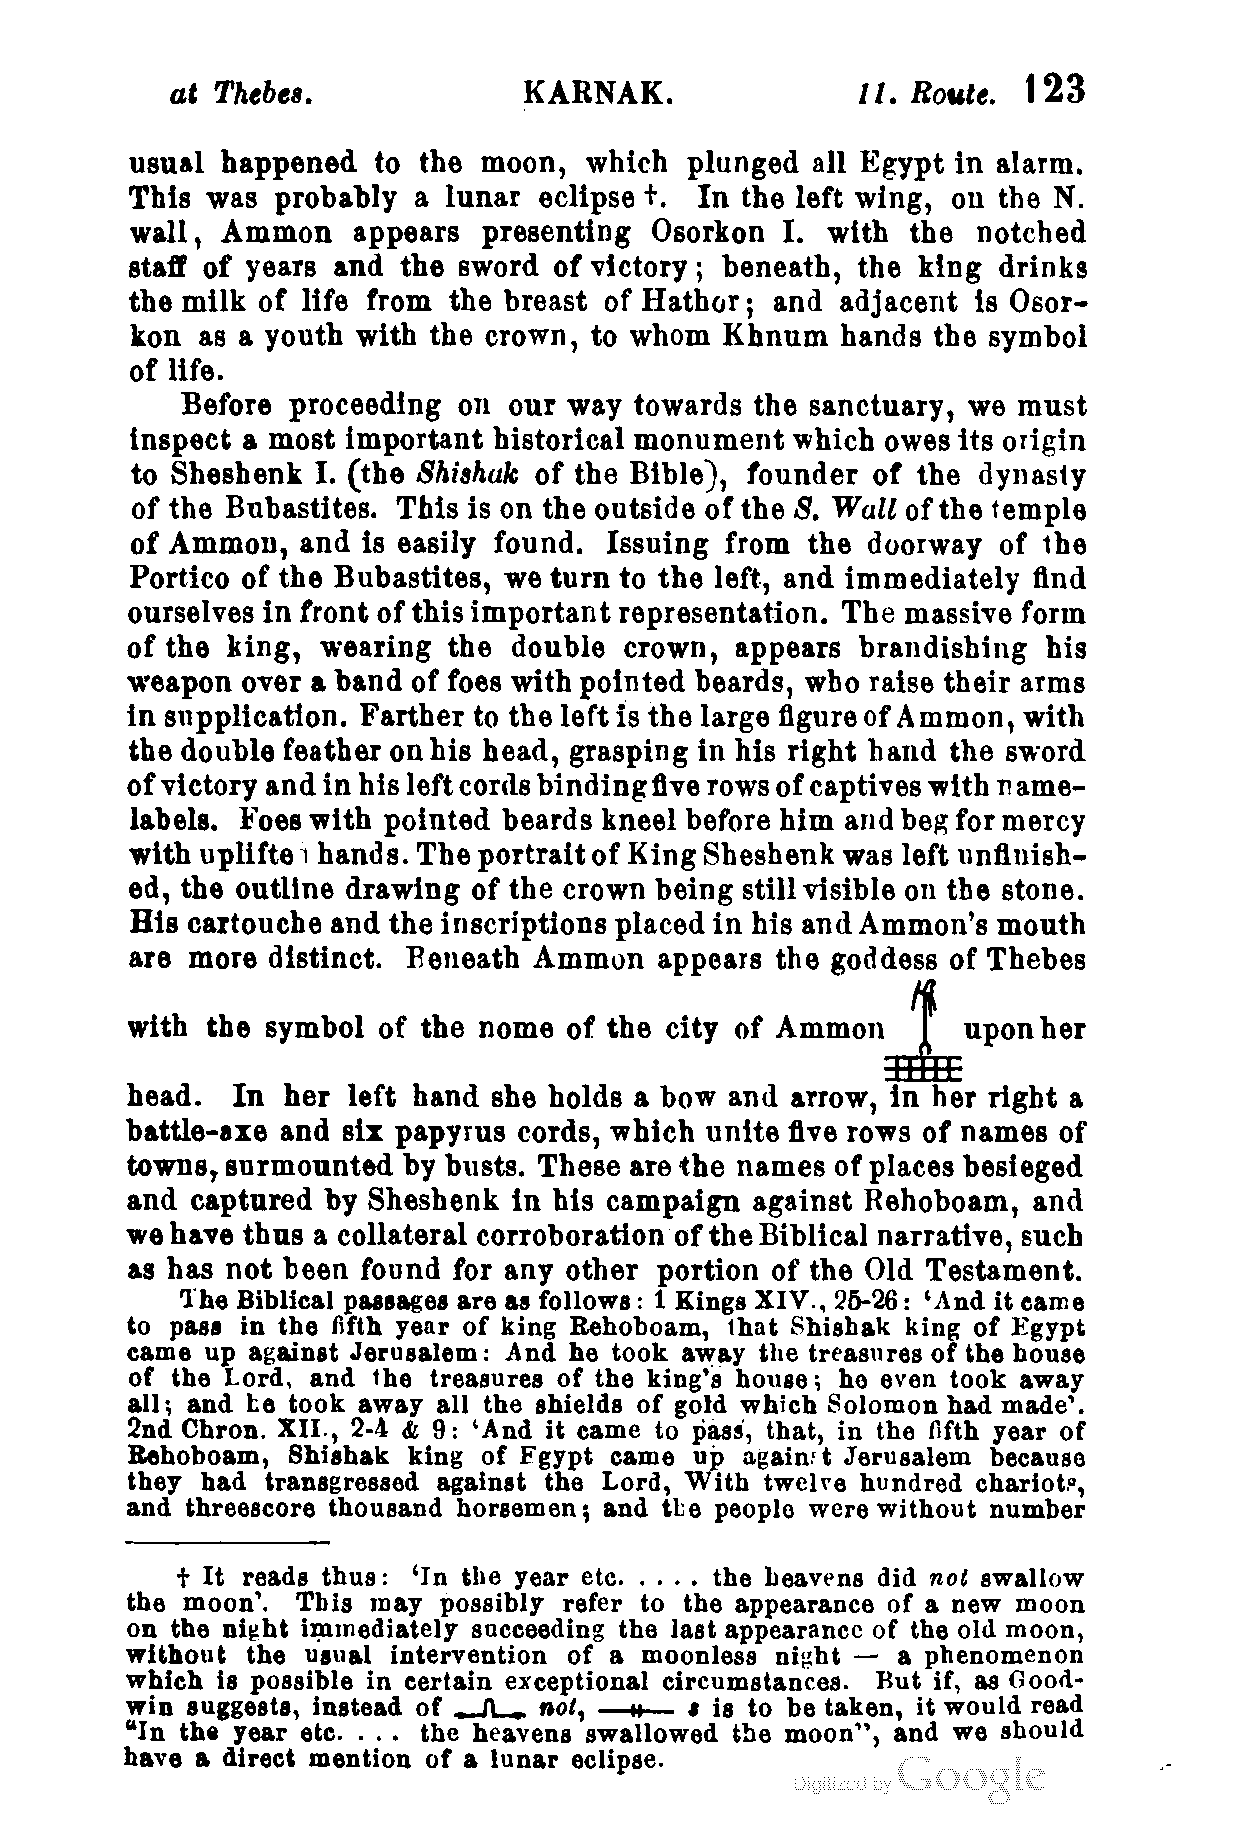 at Thebes. KARNAK. 11. Route. 123
usual happened to the moon, which plunged all Egypt in alarm.
This was probably a lunar eclipse †. In the left wing, on the N.
wall, Ammon appears presenting Osorkon I. with the notched
staff of years and the sword of victory; beneath, the king drinks
the milk of life from the breast of Hathor; and adjacent is Osor-
kon as a youth with the crown, to whom Khnum hands the symbol
of life.
Before proceeding on our way towards the sanctuary, we must
inspect a most important historical monument which owes its origin
to Sheshenk I. (the Shishak of the Bible), founder of the dynasty
of the Bubastites. This is on the outside of the S. Wall of the temple
of Ammon, and is easily found. Issuing from the doorway of the
Portico of the Bubastites, we turn to the left, and immediately find
ourselves in front of this important representation. The massive form
of the king, wearing the double crown, appears brandishing his
weapon over a band of foes with pointed beards, who raise their arms
in supplication. Farther to the left is the large figure of Ammon, with
the double feather on his head, grasping in his right hand the sword
of victory and in his left cords binding five rows of captives with name-
labels. Foes with pointed beards kneel before him and beg for mercy
with uplifted hands. The portrait of King Sheshenk was left unfinish-
ed, the outline drawing of the crown being still visible on the stone.
His cartouche and the inscriptions placed in his and Ammon's mouth
are more distinct. Beneath Ammon appears the goddess of Thebes
with the symbol of the nome of the city of Ammon upon her
head. In her left hand she holds a bow and arrow, in her right a
battle-axe and six papyrus cords, which unite five rows of names of
towns, surmounted by busts. These are the names of places besieged
and captured by Sheshenk in his campaign against Rehoboam, and
we have thus a collateral corroboration of the Biblical narrative, such
as has not been found for any other portion of the Old Testament.
The Biblical passages are as follows: 1 Kings XIV., 25-26: 'And it came
to pass in the fifth year of king Rehoboam, that Shishak king of Egypt
came up against Jerusalem: And he took away the treasures of the house
of the Lord, and the treasures of the king's house; he even took away
all; and he took away all the shields of gold which Solomon had made'.
2nd Chron. XII., 2-4 & 9: 'And it came to pass, that, in the fifth year of
Rehoboam, Shishak king of Egypt came up against Jerusalem because
they had transgressed against the Lord, With twelve hundred chariots,
and threescore thousand horsemen; and the people were without number
† It reads thus: 'In the year etc. . . . . . the heavens did not swallow
the moon'. This may possibly refer to the appearance of a new moon
on the night immediately succeeding the last appearance of the old moon,
without the usual intervention of a moonless night — a phenomenon
which is possible in certain exceptional circumstances. But if, as Good-
win suggests, instead of not, s is to be taken, it would read
"In the year etc. . . . the heavens swallowed the moon", and we should
have a direct mention of a lunar eclipse.
Digitized by Google